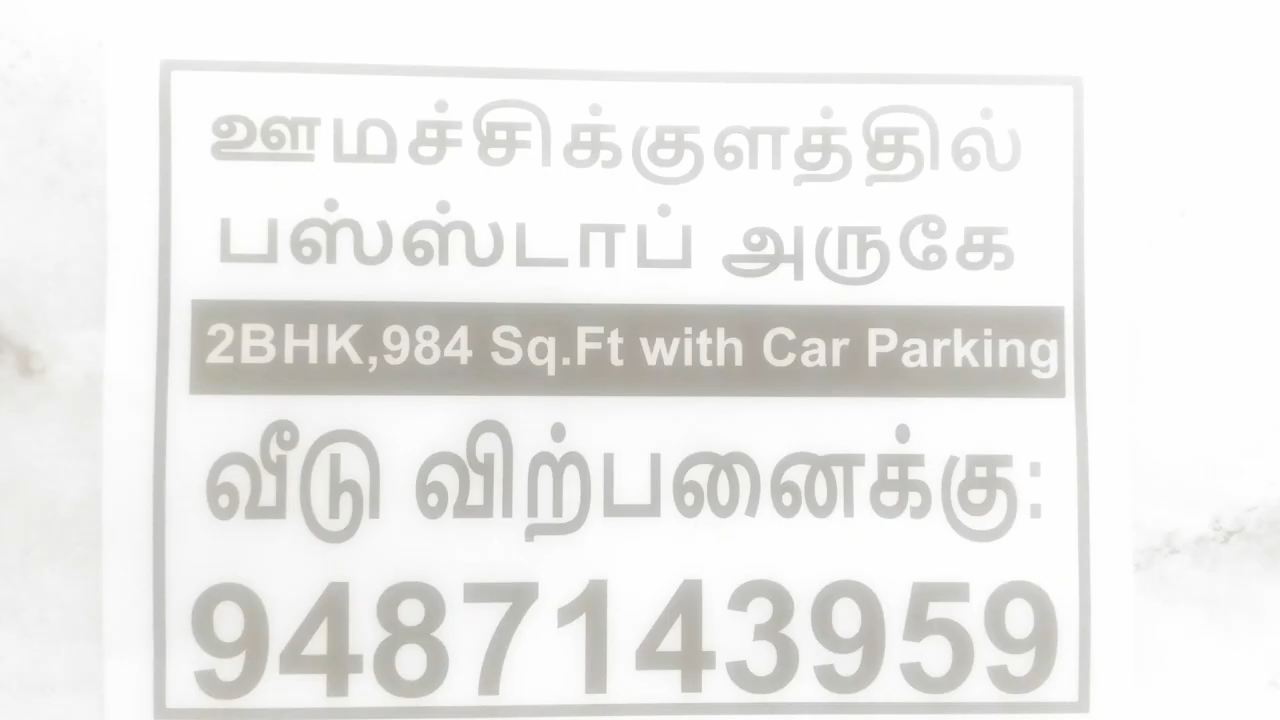 ஊமச்சிக்குளத்தில்
பஸ்ஸ்டாப் அருகே
2BHK,984 Sq.Ft with Car Parking
வீடு விற்பனைக்கு:
9487143959